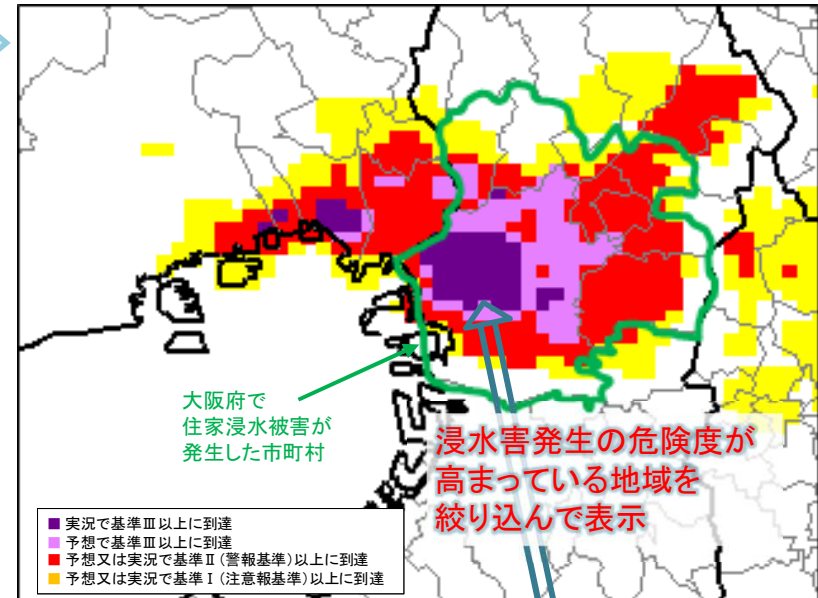 大阪府で
住家浸水被害が
発生した市町村
浸水害発生の危険度が
高まっている地域を
絞り込んで表示
実況で基準Ⅲ以上に到達
予想で基準Ⅲ以上に到達
予想又は実況で基準Ⅱ(警報基準)以上に到達
予想又は実況で基準Ⅰ(注意報基準)以上に到達